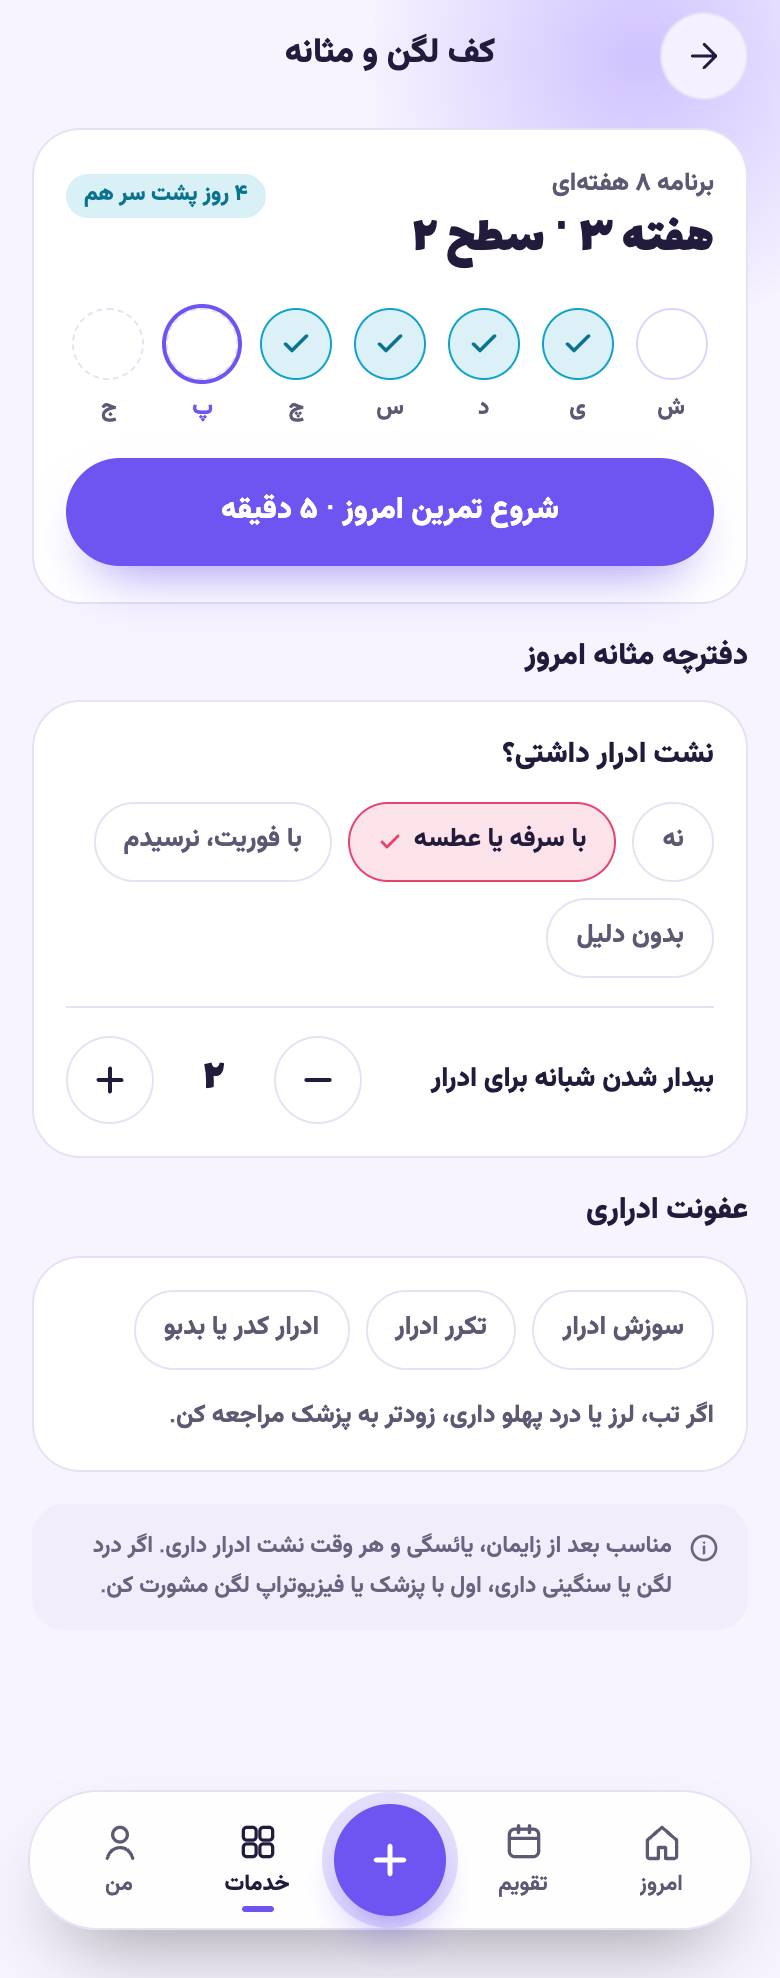 کف لگن و مثانه
برنامه ۸ هفته‌ای
۴ روز پشت سر هم
هفته ۳ · سطح ۲
ش ی د س چ پ ج
شروع تمرین امروز · ۵ دقیقه
دفترچه مثانه امروز
نشت ادرار داشتی؟
نه
با سرفه یا عطسه
با فوریت، نرسیدم
بدون دلیل
بیدار شدن شبانه برای ادرار
۲
عفونت ادراری
سوزش ادرار
تکرر ادرار
ادرار کدر یا بدبو
اگر تب، لرز یا درد پهلو داری، زودتر به پزشک مراجعه کن.
مناسب بعد از زایمان، یائسگی و هر وقت نشت ادرار داری. اگر درد
لگن یا سنگینی داری، اول با پزشک یا فیزیوتراپ لگن مشورت کن.
امروز
تقویم
خدمات
من